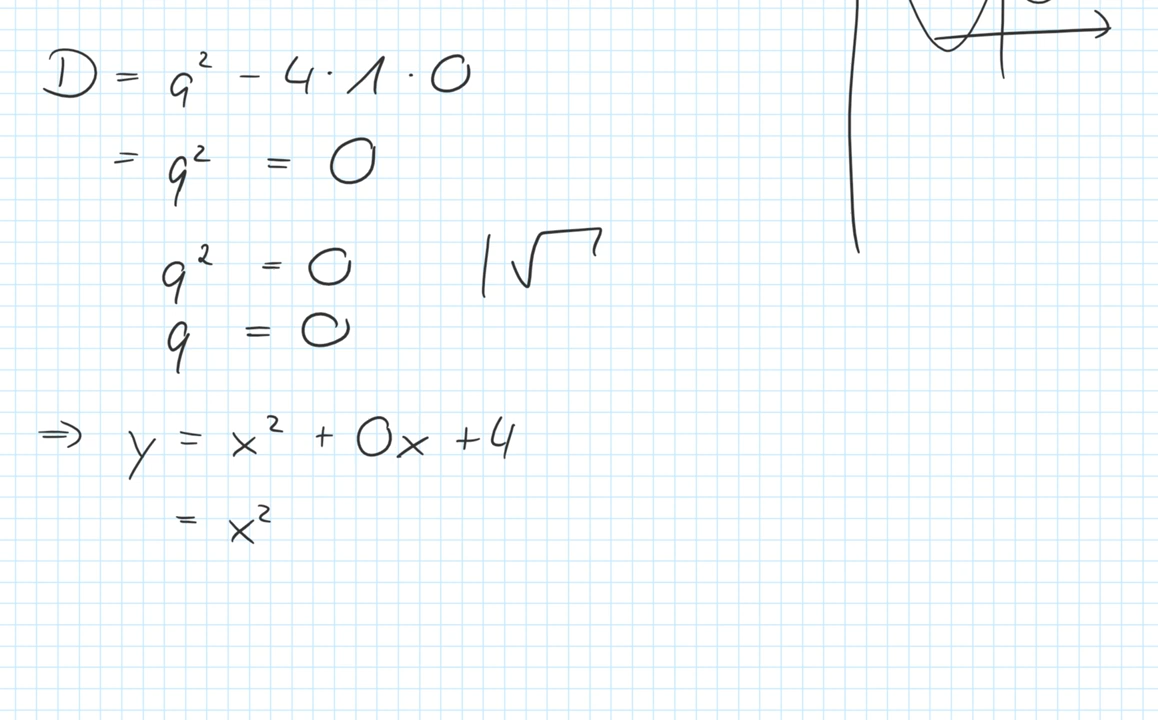 D = q² - 4 · 1 · 0
= q² = 0
q² = 0 |√
q = 0
⇒ y = x² + 0x + 4
= x²